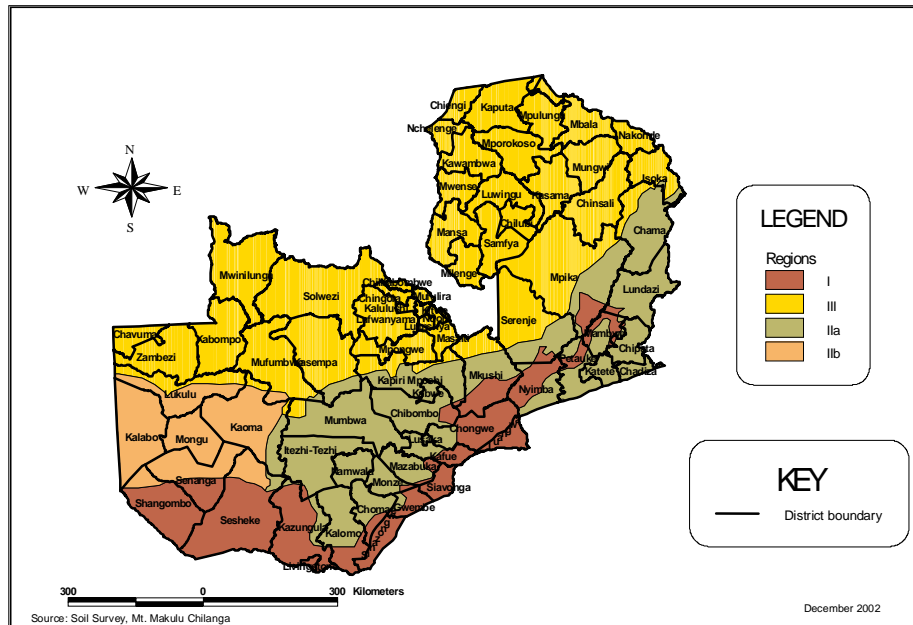 Chiengi
Kaputa
Mpulungu
Mbala
Nchelenge
Nakonde
Mporokoso
Kawambwa
Mungwi
Isoka
Mwense
Luwingu
Kasama
Chinsali
Chilubi
Mansa
Samfya
Chama
Milenge
Mpika
Lundazi
N
W
E
S
LEGEND
Regions
I
III
IIa
IIb
Mwinilunga
Solwezi
Chingola
Mufulira
Kalulushi
Lufwanyama
Serenje
Mambwe
Chavuma
Kabompo
Masaiti
Zambezi
Mufumbwe
Kasempa
Mpongwe
Petauke
Chipata
Katete
Chadiza
Mkushi
Nyimba
Lukulu
Kapiri Mposhi
Kabwe
Kalabo
Mongu
Kaoma
Mumbwa
Chibombo
Chongwe
Lusaka
Itezhi-Tezhi
Kafue
Namwala
Mazabuka
Monze
Senanga
Siavonga
Shangombo
Sesheke
Kazungula
Choma
Gwembe
Kalomo
Livingstone
KEY
District boundary
300
0
300
Kilometers
Source: Soil Survey, Mt. Makulu Chilanga
December 2002